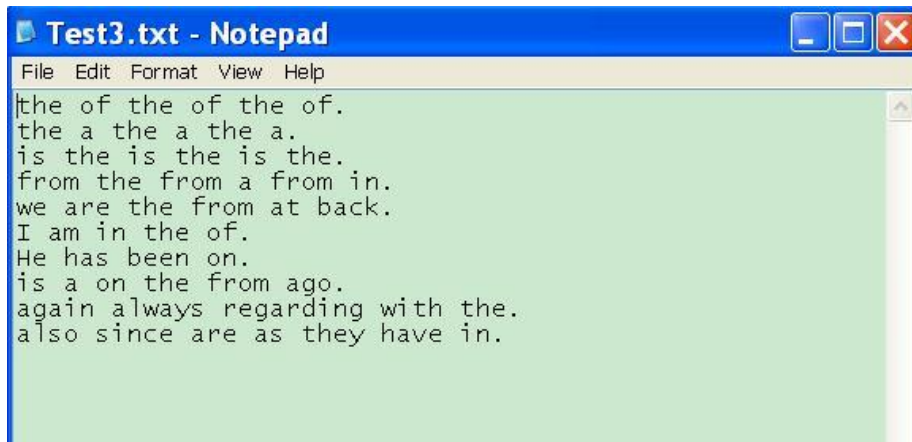 Test3.txt - Notepad
File Edit Format View Help
the of the of the of.
the a the a the a.
is the is the is the.
from the from a from in.
we are the from at back.
I am in the of.
He has been on.
is a on the from ago.
again always regarding with the.
also since are as they have in.